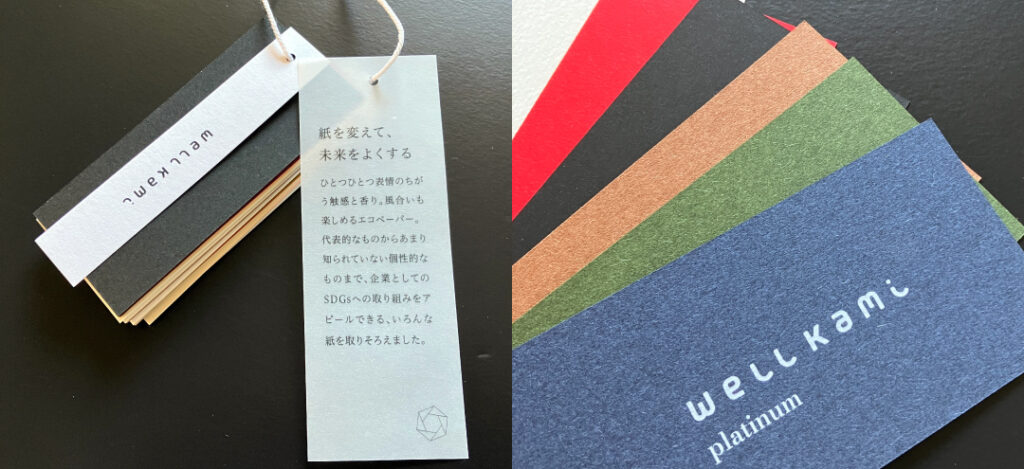 well kami
紙を変えて、
未来をよくする
ひとつひとつ表情のちが
う触感と香り。風合いも
楽しめるエコペーパー。
代表的なものからあまり
知られていない個性的な
ものまで、企業としての
SDGsへの取り組みをア
ピールできる、いろんな
紙を取りそろえました。
well kami
platinum